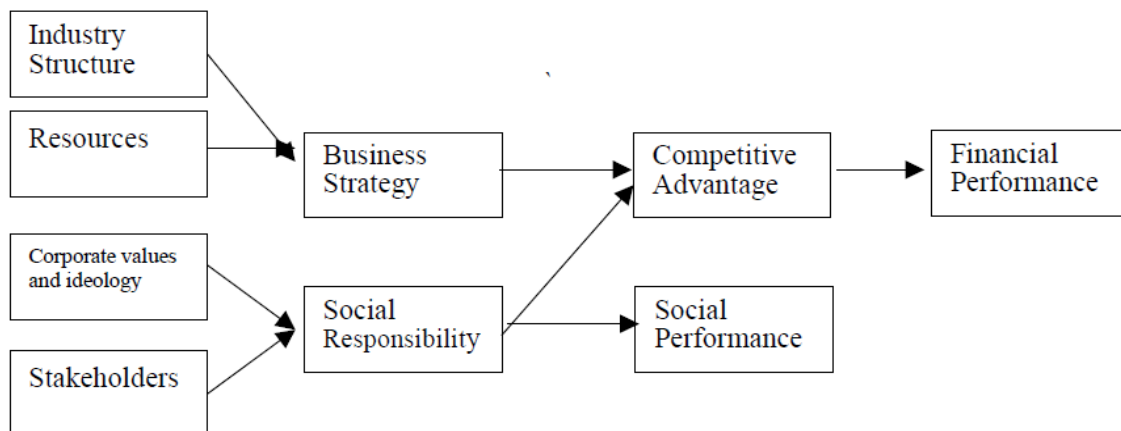 Industry
Structure
Resources
Business
Strategy
Competitive
Advantage
Financial
Performance
Corporate values
and ideology
Social
Responsibility
Social
Performance
Stakeholders